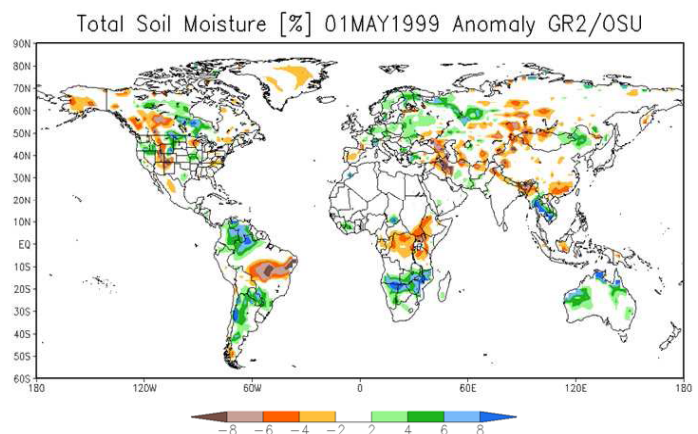 Total Soil Moisture [%] 01MAY1999 Anomaly GR2/OSU
90N
80N
70N
60N
50N
40N
30N
20N
10N
EQ
10S
20S
30S
40S
50S
60S
180 120W 60W 0 60E 120E 180
-8 -6 -4 -2 2 4 6 8